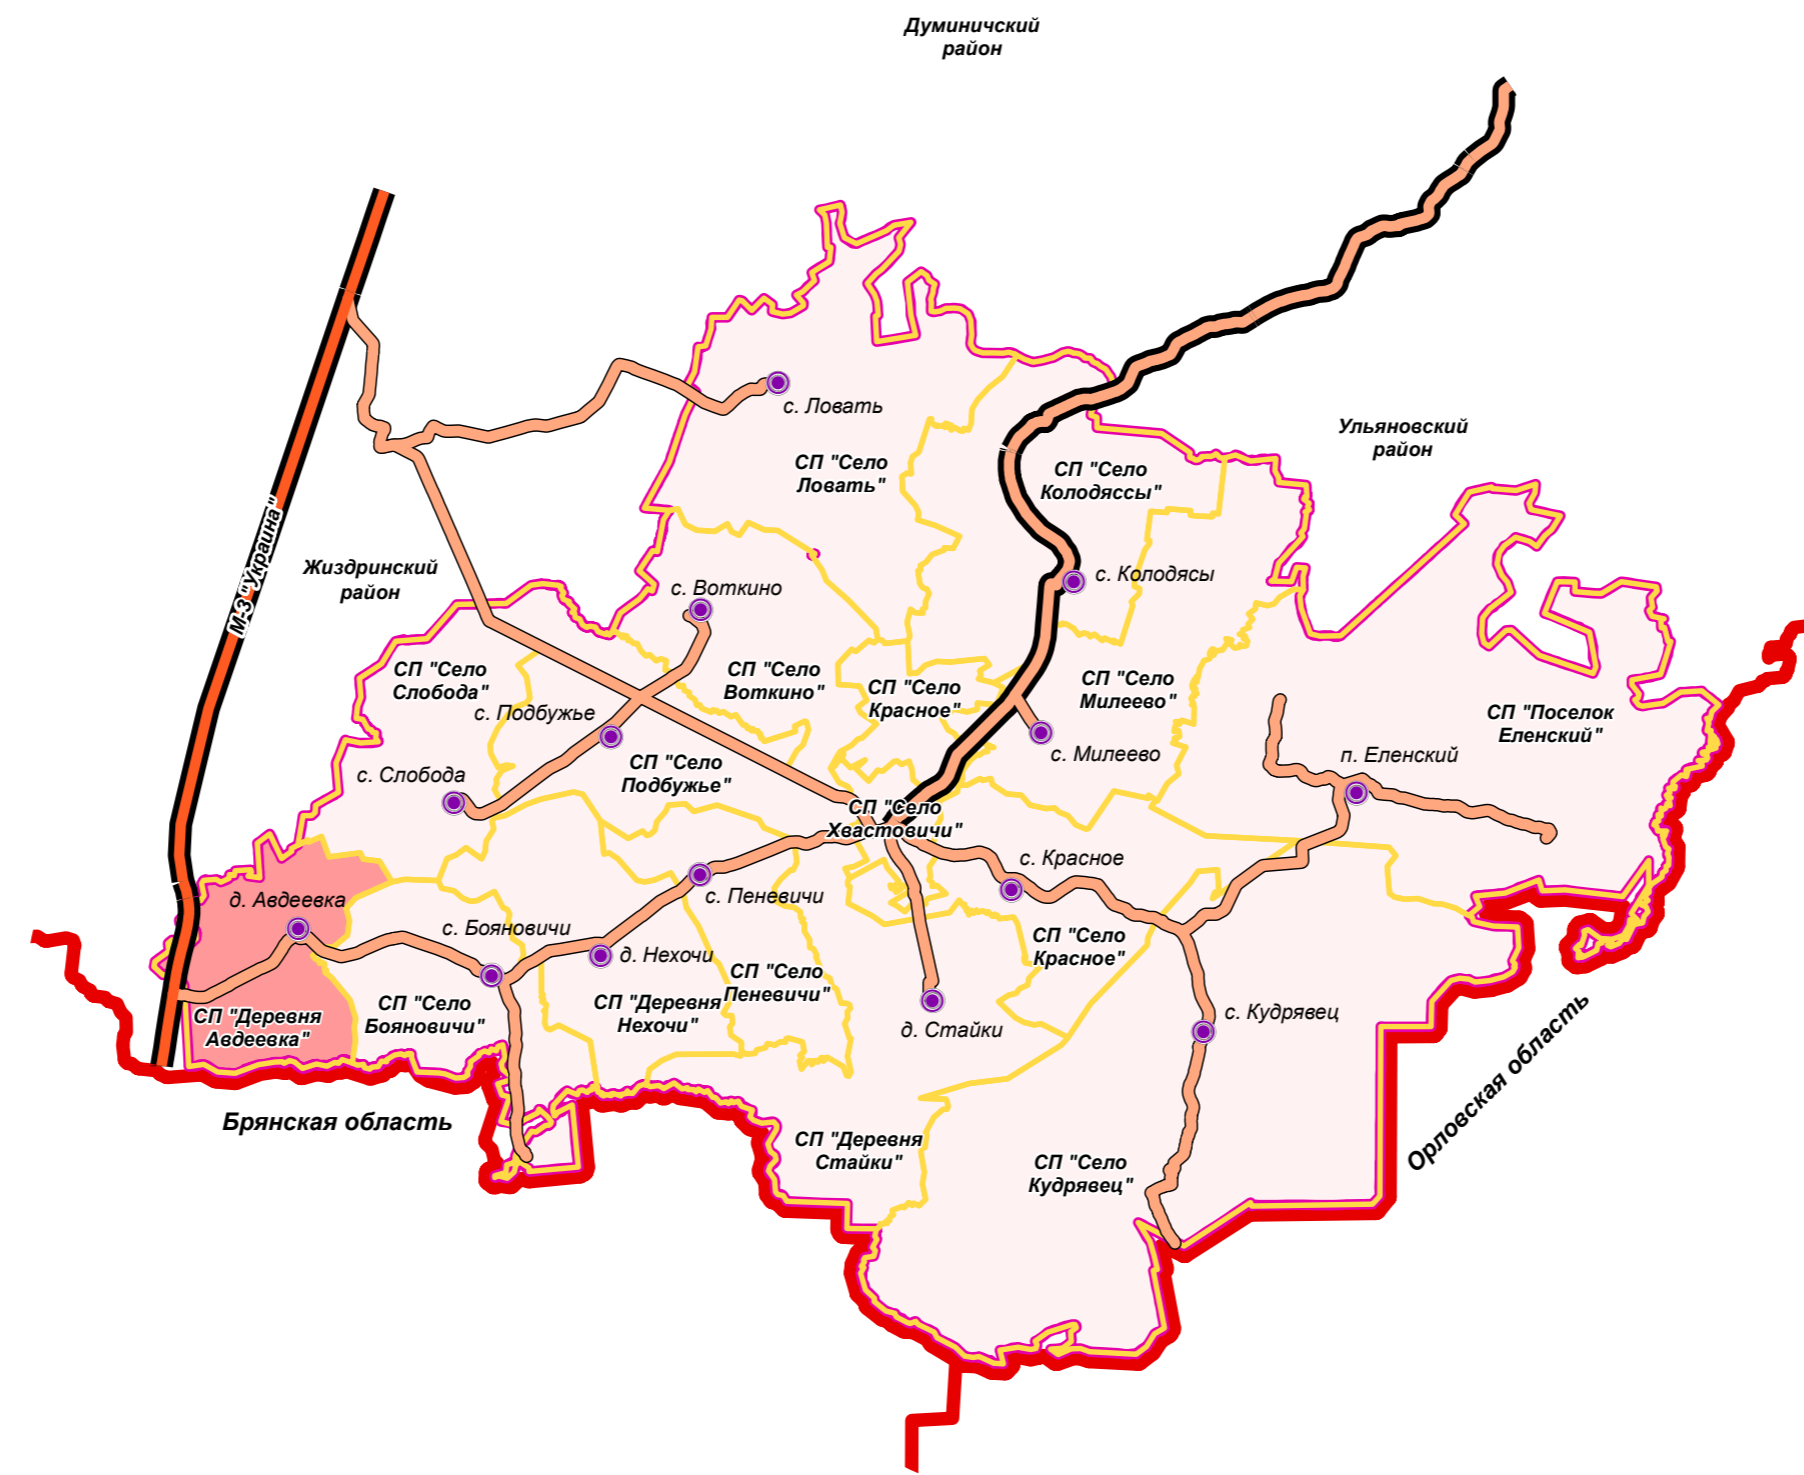 Думиничский
район
с. Ловать
Ульяновский
район
СП "Село
Ловать"
СП "Село
Колодяссы"
М-3 "Украина"
Жиздринский
район
с. Воткино
с. Колодясы
СП "Село
Слобода"
СП "Село
Воткино"
СП "Село
Красное"
СП "Село
Милеево"
с. Подбужье
СП "Поселок
Еленский"
СП "Село
Подбужье"
с. Милеево
п. Еленский
с. Слобода
СП "Село
Хвастовичи"
с. Красное
д. Авдеевка
с. Пеневичи
с. Бояновичи
д. Нехочи
СП "Село
Красное"
СП "Село
Пеневичи"
СП "Деревня
Авдеевка"
СП "Село
Бояновичи"
СП "Деревня
Нехочи"
д. Стайки
с. Кудрявец
Орловская область
Брянская область
СП "Деревня
Стайки"
СП "Село
Кудрявец"